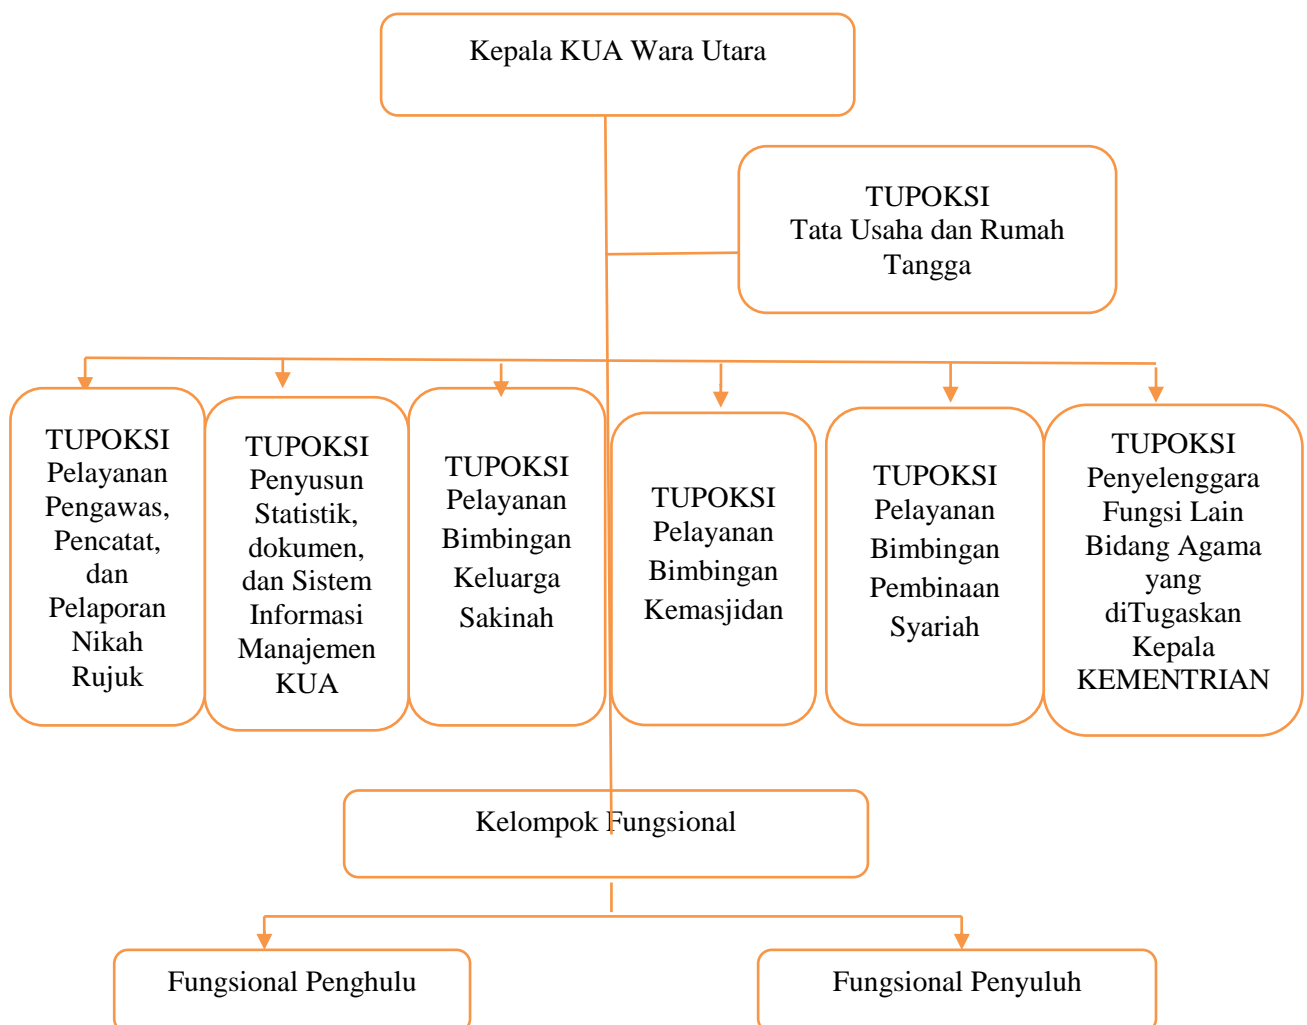 Kepala KUA Wara Utara
TUPOKSI
Tata Usaha dan Rumah
Tangga
TUPOKSI
Pelayanan
Pengawas,
Pencatat,
dan
Pelaporan
Nikah
Rujuk
TUPOKSI
Penyusun
Statistik,
dokumen,
dan Sistem
Informasi
Manajemen
KUA
TUPOKSI
Pelayanan
Bimbingan
Keluarga
Sakinah
TUPOKSI
Pelayanan
Bimbingan
Kemasjidan
TUPOKSI
Pelayanan
Bimbingan
Pembinaan
Syariah
TUPOKSI
Penyelenggara
Fungsi Lain
Bidang Agama
yang
diTugaskan
Kepala
KEMENTRIAN
Kelompok Fungsional
Fungsional Penghulu
Fungsional Penyuluh